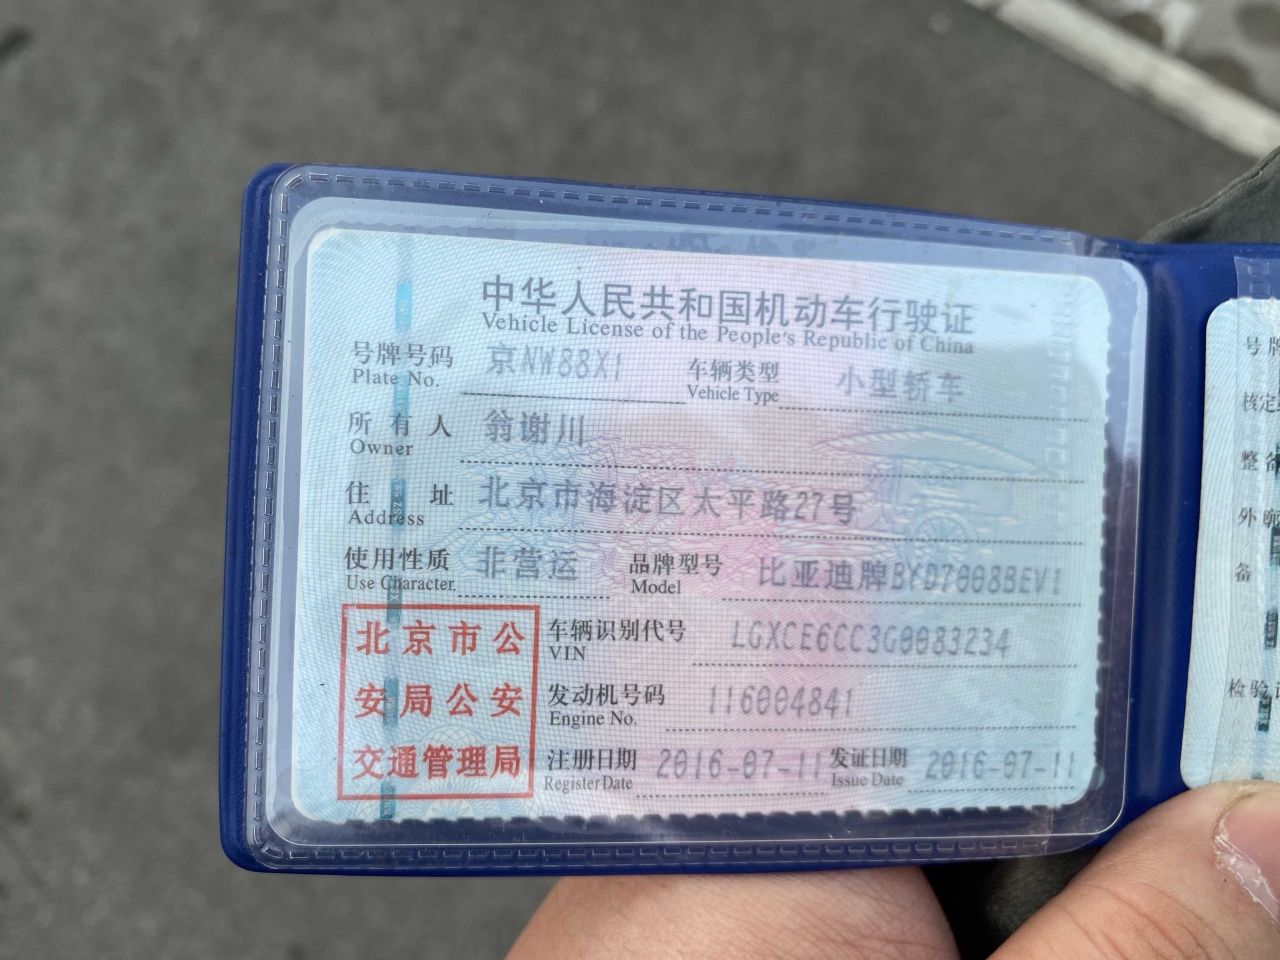 中华人民共和国机动车行驶证
Vehicle License of the People's Republic of China
号牌号码 京NW88X1 车辆类型 小型轿车
Plate No. Vehicle Type
所有人 翁谢川
Owner
住址 北京市海淀区太平路27号
Address
使用性质 非营运 品牌型号 比亚迪牌BYD7008BEV1
Use Character Model
北京市公安局公安交通管理局
车辆识别代号 LGXCE6CC3G0083234
VIN
发动机号码 116004841
Engine No.
注册日期 2016-07-11 发证日期 2016-07-11
Register Date Issue Date
号牌
核定
整备
外廓
备
检验